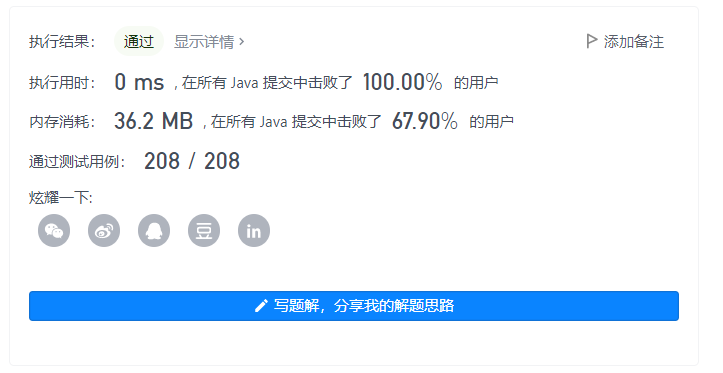 执行结果： 通过 显示详情 > 添加备注
执行用时： 0 ms , 在所有 Java 提交中击败了 100.00% 的用户
内存消耗： 36.2 MB , 在所有 Java 提交中击败了 67.90% 的用户
通过测试用例： 208 / 208
炫耀一下:
豆 in
写题解，分享我的解题思路